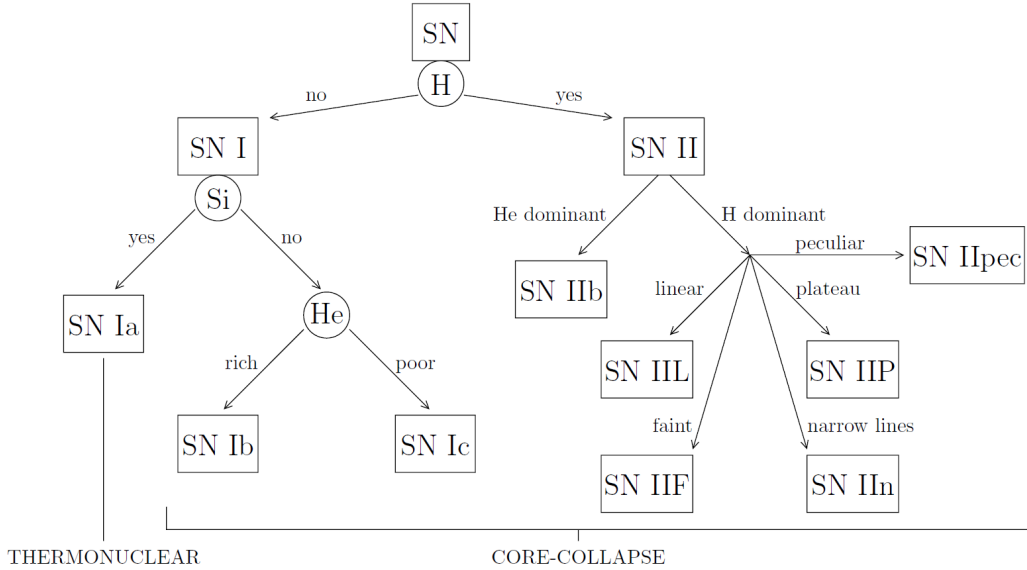 SN
H
no
yes
SN I
SN II
Si
He dominant
H dominant
yes
no
peculiar
SN IIpec
SN IIb
linear
plateau
SN Ia
He
rich
poor
SN IIL
SN IIP
faint
narrow lines
SN Ib
SN Ic
SN IIF
SN IIn
THERMONUCLEAR
CORE-COLLAPSE